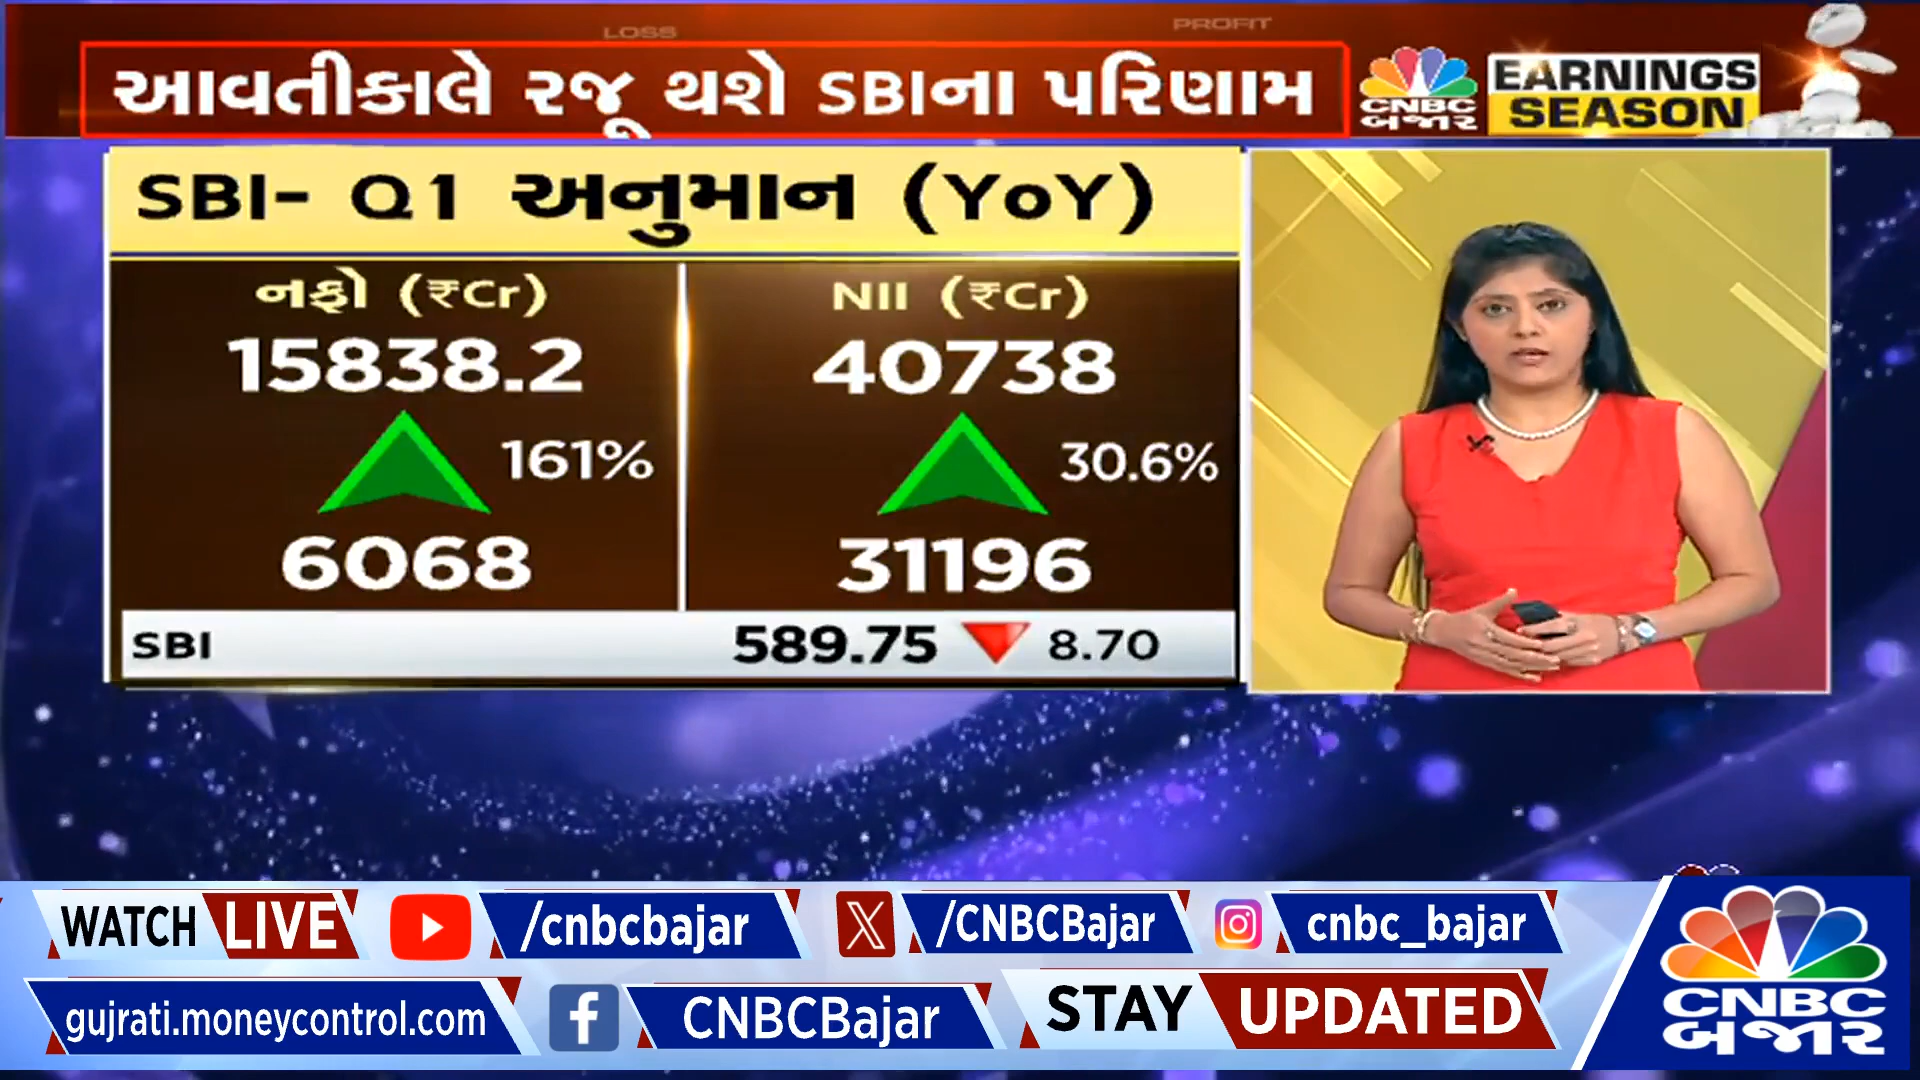 LOSS
PROFIT
આવતીકાલે રજૂ થશે SBIના પરિણામ
CNBC
બજાર
EARNINGS
SEASON
SBI- Q1 અનુમાન (YoY)
નફો (₹Cr)
15838.2
161%
6068
NII (₹Cr)
40738
30.6%
31196
SBI 589.75 8.70
WATCH LIVE /cnbcbajar /CNBCBajar cnbc_bajar
gujrati.moneycontrol.com CNBCBajar STAY UPDATED
CNBC
બજાર